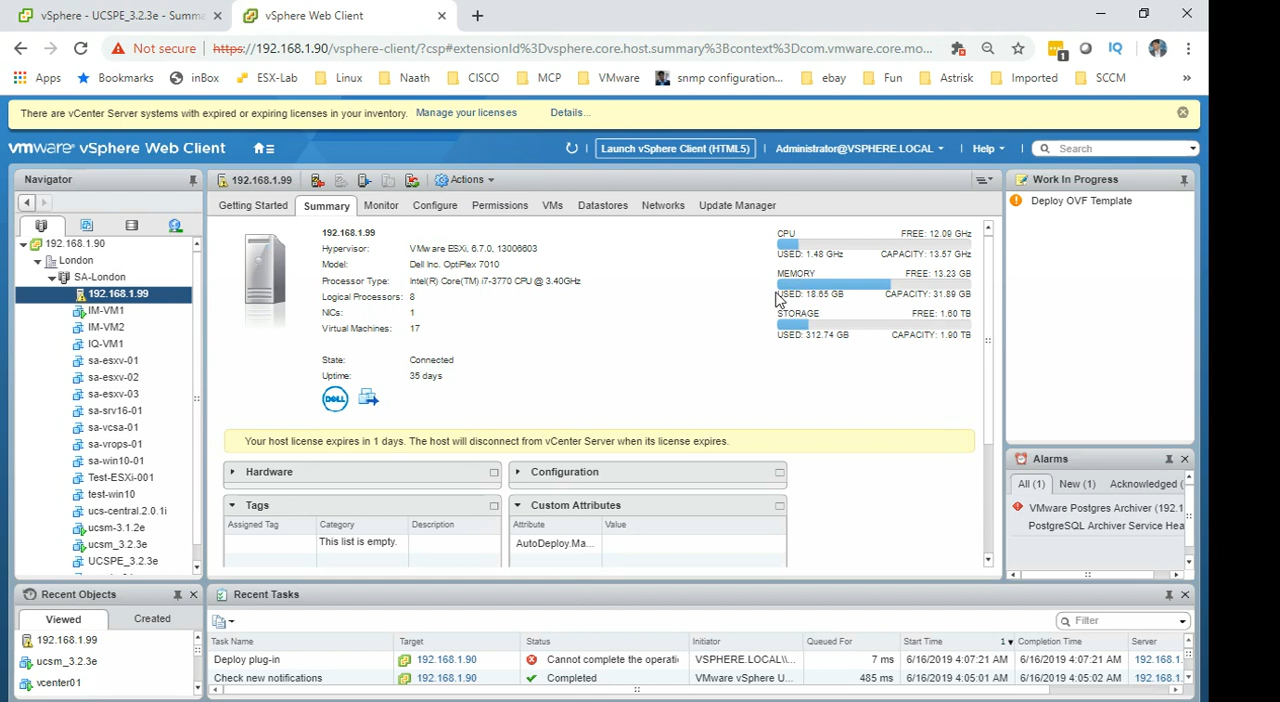 vSphere - UCSPE_3.2.3e - Summa
vSphere Web Client
Not secure
https://192.168.1.90/vsphere-client/?csp#extensionId%3Dvsphere.core.host.summary%3Bcontext%3Dcom.vmware.core.mo...
1
IQ
Apps
Bookmarks
inBox
ESX-Lab
Linux
Naath
CISCO
MCP
VMware
snmp configuration...
ebay
Fun
Astrisk
Imported
SCCM
»
There are vCenter Server systems with expired or expiring licenses in your inventory.
Manage your licenses
Details...
vmware® vSphere Web Client
Launch vSphere Client (HTML5)
Administrator@VSPHERE.LOCAL
Help
Search
Navigator
192.168.1.90
London
SA-London
192.168.1.99
IM-VM1
IM-VM2
IQ-VM1
sa-esxv-01
sa-esxv-02
sa-esxv-03
sa-srv16-01
sa-vcsa-01
sa-vrops-01
sa-win10-01
Test-ESXi-001
test-win10
ucs-central.2.0.1i
ucsm-3.1.2e
ucsm_3.2.3e
UCSPE_3.2.3e
192.168.1.99
Actions
Getting Started
Summary
Monitor
Configure
Permissions
VMs
Datastores
Networks
Update Manager
192.168.1.99
Hypervisor: VMware ESXi, 6.7.0, 13006603
Model: Dell Inc. OptiPlex 7010
Processor Type: Intel(R) Core(TM) i7-3770 CPU @ 3.40GHz
Logical Processors: 8
NICs: 1
Virtual Machines: 17
State: Connected
Uptime: 35 days
DELL
CPU FREE: 12.09 GHz
USED: 1.48 GHz CAPACITY: 13.57 GHz
MEMORY FREE: 13.23 GB
USED: 18.65 GB CAPACITY: 31.89 GB
STORAGE FREE: 1.60 TB
USED: 312.74 GB CAPACITY: 1.90 TB
Your host license expires in 1 days. The host will disconnect from vCenter Server when its license expires.
Hardware
Configuration
Tags
Assigned Tag Category Description
This list is empty.
Custom Attributes
Attribute Value
AutoDeploy.Ma...
Work In Progress
Deploy OVF Template
Alarms
All (1) New (1) Acknowledged (
VMware Postgres Archiver (192.1
PostgreSQL Archiver Service Hea
Recent Objects
Viewed Created
192.168.1.99
ucsm_3.2.3e
vcenter01
Recent Tasks
Filter
Task Name Target Status Initiator Queued For Start Time 1 Completion Time Server
Deploy plug-in 192.168.1.90 Cannot complete the operati VSPHERE.LOCAL\\... 7 ms 6/16/2019 4:07:21 AM 6/16/2019 4:07:21 AM 192.168.1.
Check new notifications 192.168.1.90 Completed VMware vSphere U... 485 ms 6/16/2019 4:05:01 AM 6/16/2019 4:05:02 AM 192.168.1.